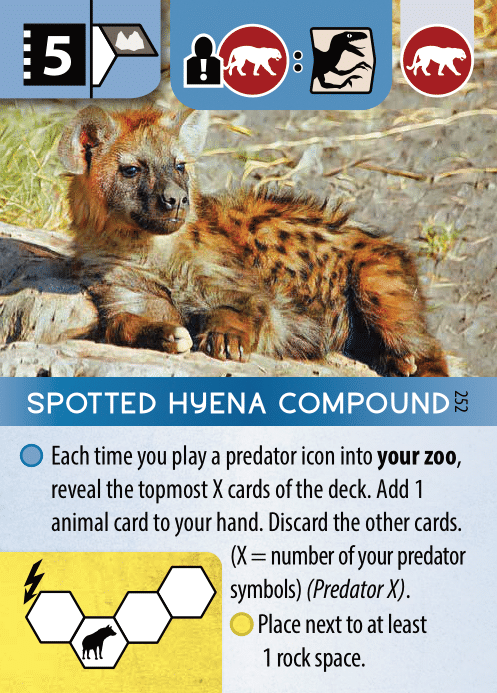 5
:
SPOTTED HYENA COMPOUND
252
Each time you play a predator icon into your zoo,
reveal the topmost X cards of the deck. Add 1
animal card to your hand. Discard the other cards.
(X = number of your predator
symbols) (Predator X).
Place next to at least
1 rock space.